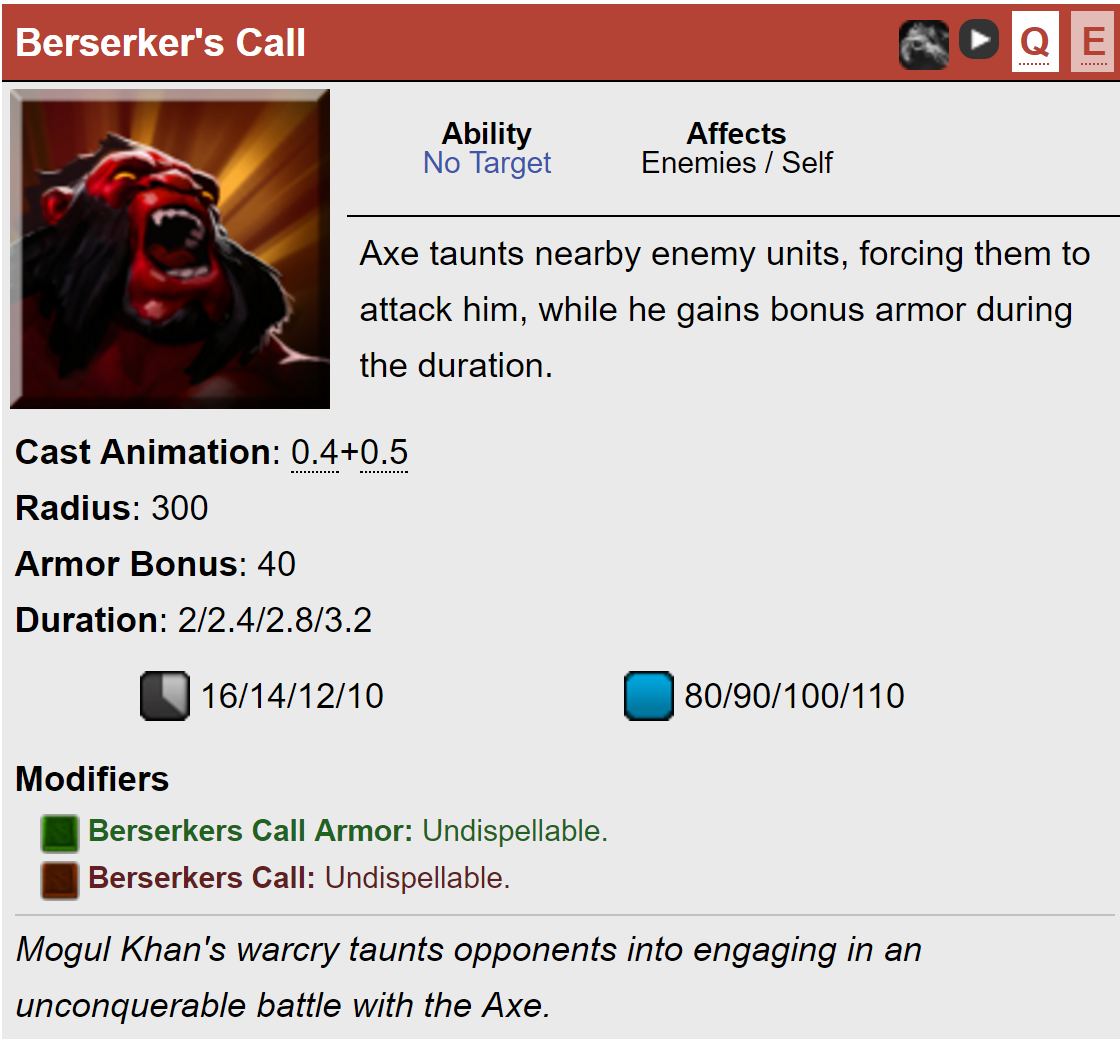 Berserker's Call
Q E
Ability
No Target
Affects
Enemies / Self
Axe taunts nearby enemy units, forcing them to
attack him, while he gains bonus armor during
the duration.
Cast Animation: 0.4+0.5
Radius: 300
Armor Bonus: 40
Duration: 2/2.4/2.8/3.2
16/14/12/10
80/90/100/110
Modifiers
Berserkers Call Armor: Undispellable.
Berserkers Call: Undispellable.
Mogul Khan's warcry taunts opponents into engaging in an
unconquerable battle with the Axe.